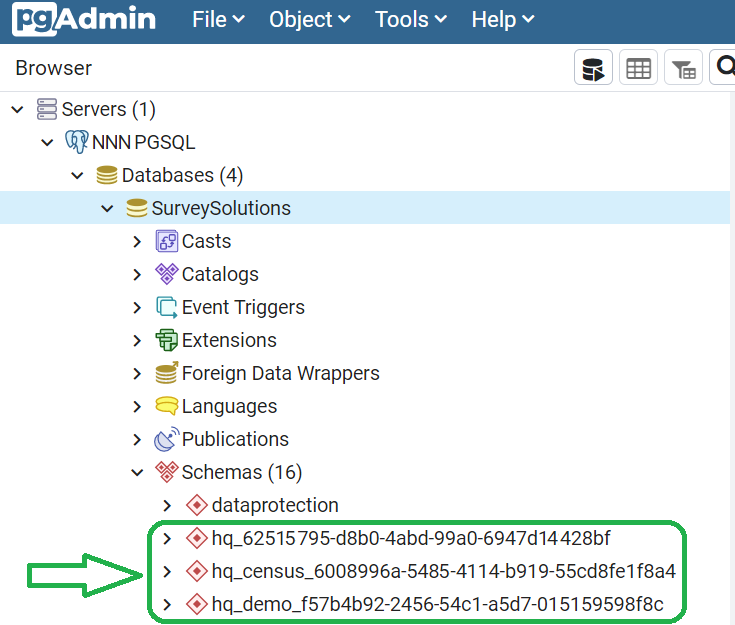 pgAdmin File Object Tools Help
Browser
Servers (1)
NNN PGSQL
Databases (4)
SurveySolutions
Casts
Catalogs
Event Triggers
Extensions
Foreign Data Wrappers
Languages
Publications
Schemas (16)
dataprotection
hq_62515795-d8b0-4abd-99a0-6947d14428bf
hq_census_6008996a-5485-4114-b919-55cd8fe1f8a4
hq_demo_f57b4b92-2456-54c1-a5d7-015159598f8c